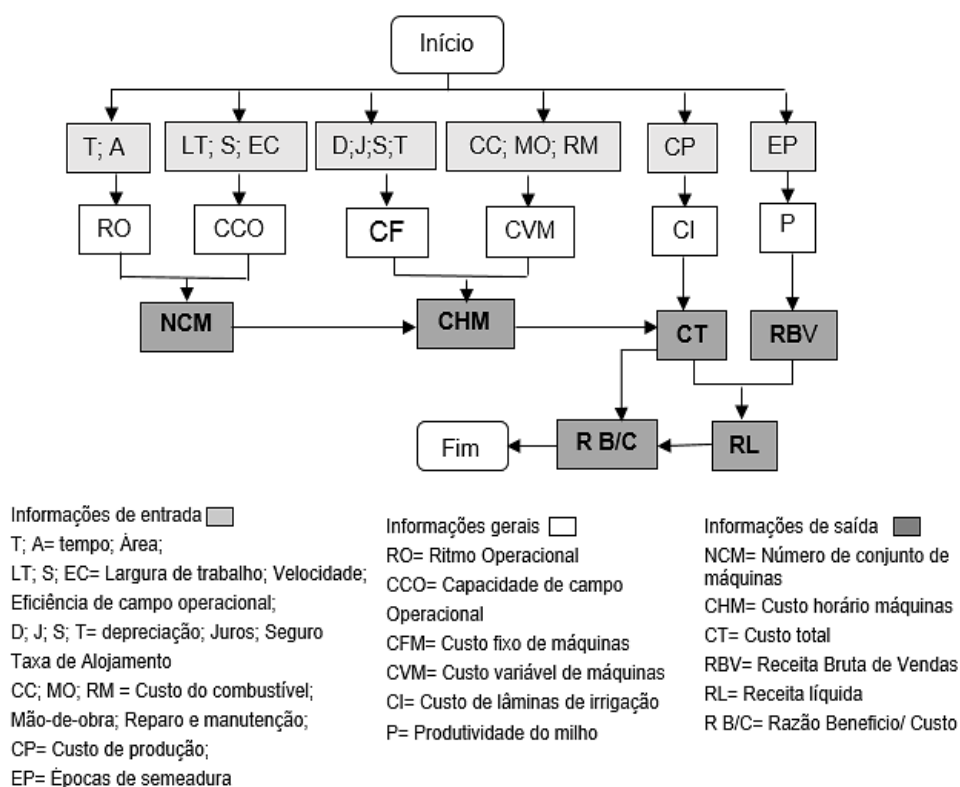 Início
T; A
LT; S; EC
D;J;S;T
CC; MO; RM
CP
EP
RO
CCO
CF
CVM
CI
P
NCM
CHM
CT
RBV
Fim
R B/C
RL
Informações de entrada
T; A= tempo; Área;
LT; S; EC= Largura de trabalho; Velocidade;
Eficiência de campo operacional;
D; J; S; T= depreciação; Juros; Seguro
Taxa de Alojamento
CC; MO; RM = Custo do combustível;
Mão-de-obra; Reparo e manutenção;
CP= Custo de produção;
EP= Épocas de semeadura
Informações gerais
RO= Ritmo Operacional
CCO= Capacidade de campo
Operacional
CFM= Custo fixo de máquinas
CVM= Custo variável de máquinas
CI= Custo de lâminas de irrigação
P= Produtividade do milho
Informações de saída
NCM= Número de conjunto de
máquinas
CHM= Custo horário máquinas
CT= Custo total
RBV= Receita Bruta de Vendas
RL= Receita líquida
R B/C= Razão Beneficio/ Custo